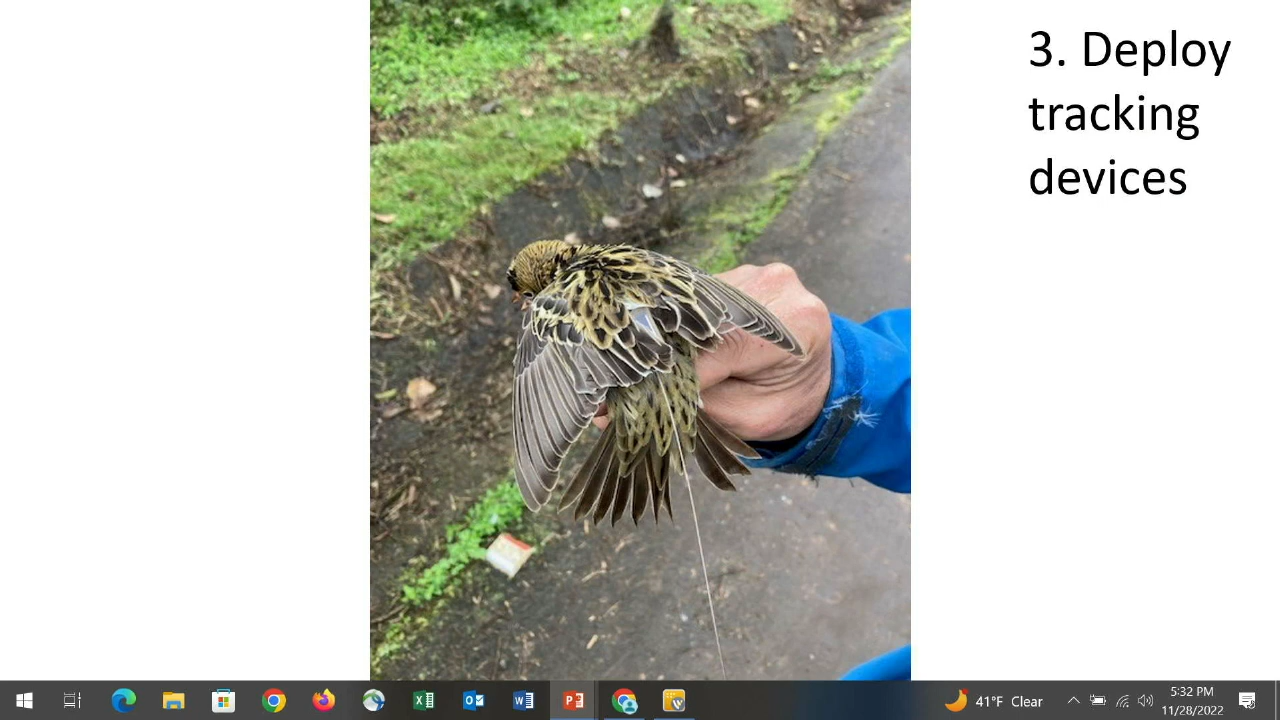 3. Deploy
tracking
devices
41°F Clear
5:32 PM
11/28/2022